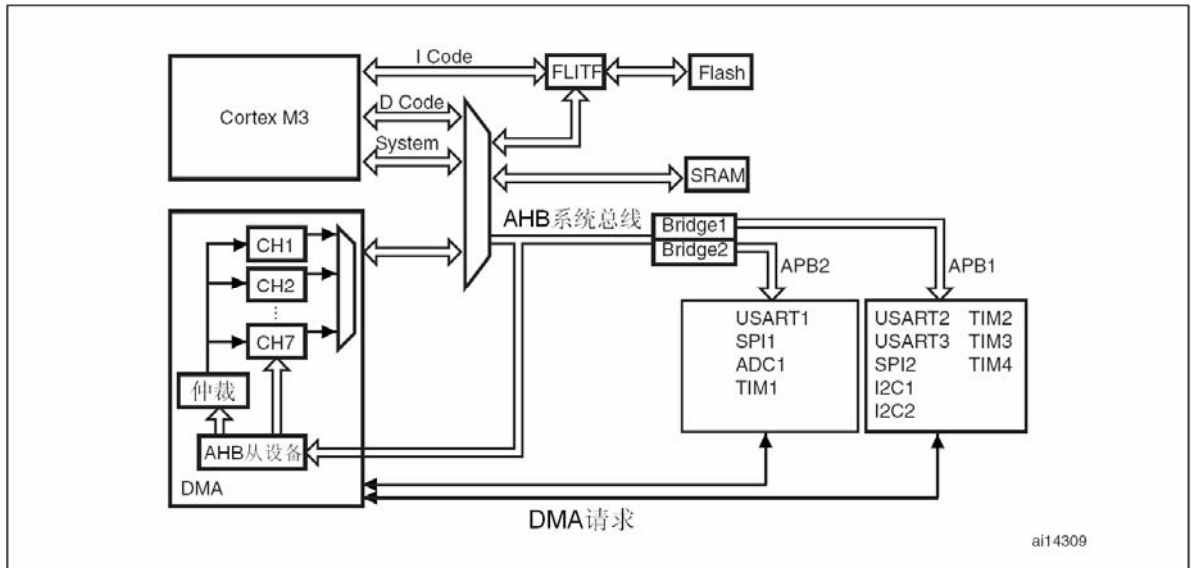 I Code
FLITF
Flash
Cortex M3
D Code
System
SRAM
AHB系统总线
Bridge1
Bridge2
APB2
APB1
CH1
CH2
CH7
仲裁
AHB从设备
DMA
USART1
SPI1
ADC1
TIM1
USART2 TIM2
USART3 TIM3
SPI2 TIM4
I2C1
I2C2
DMA请求
ai14309